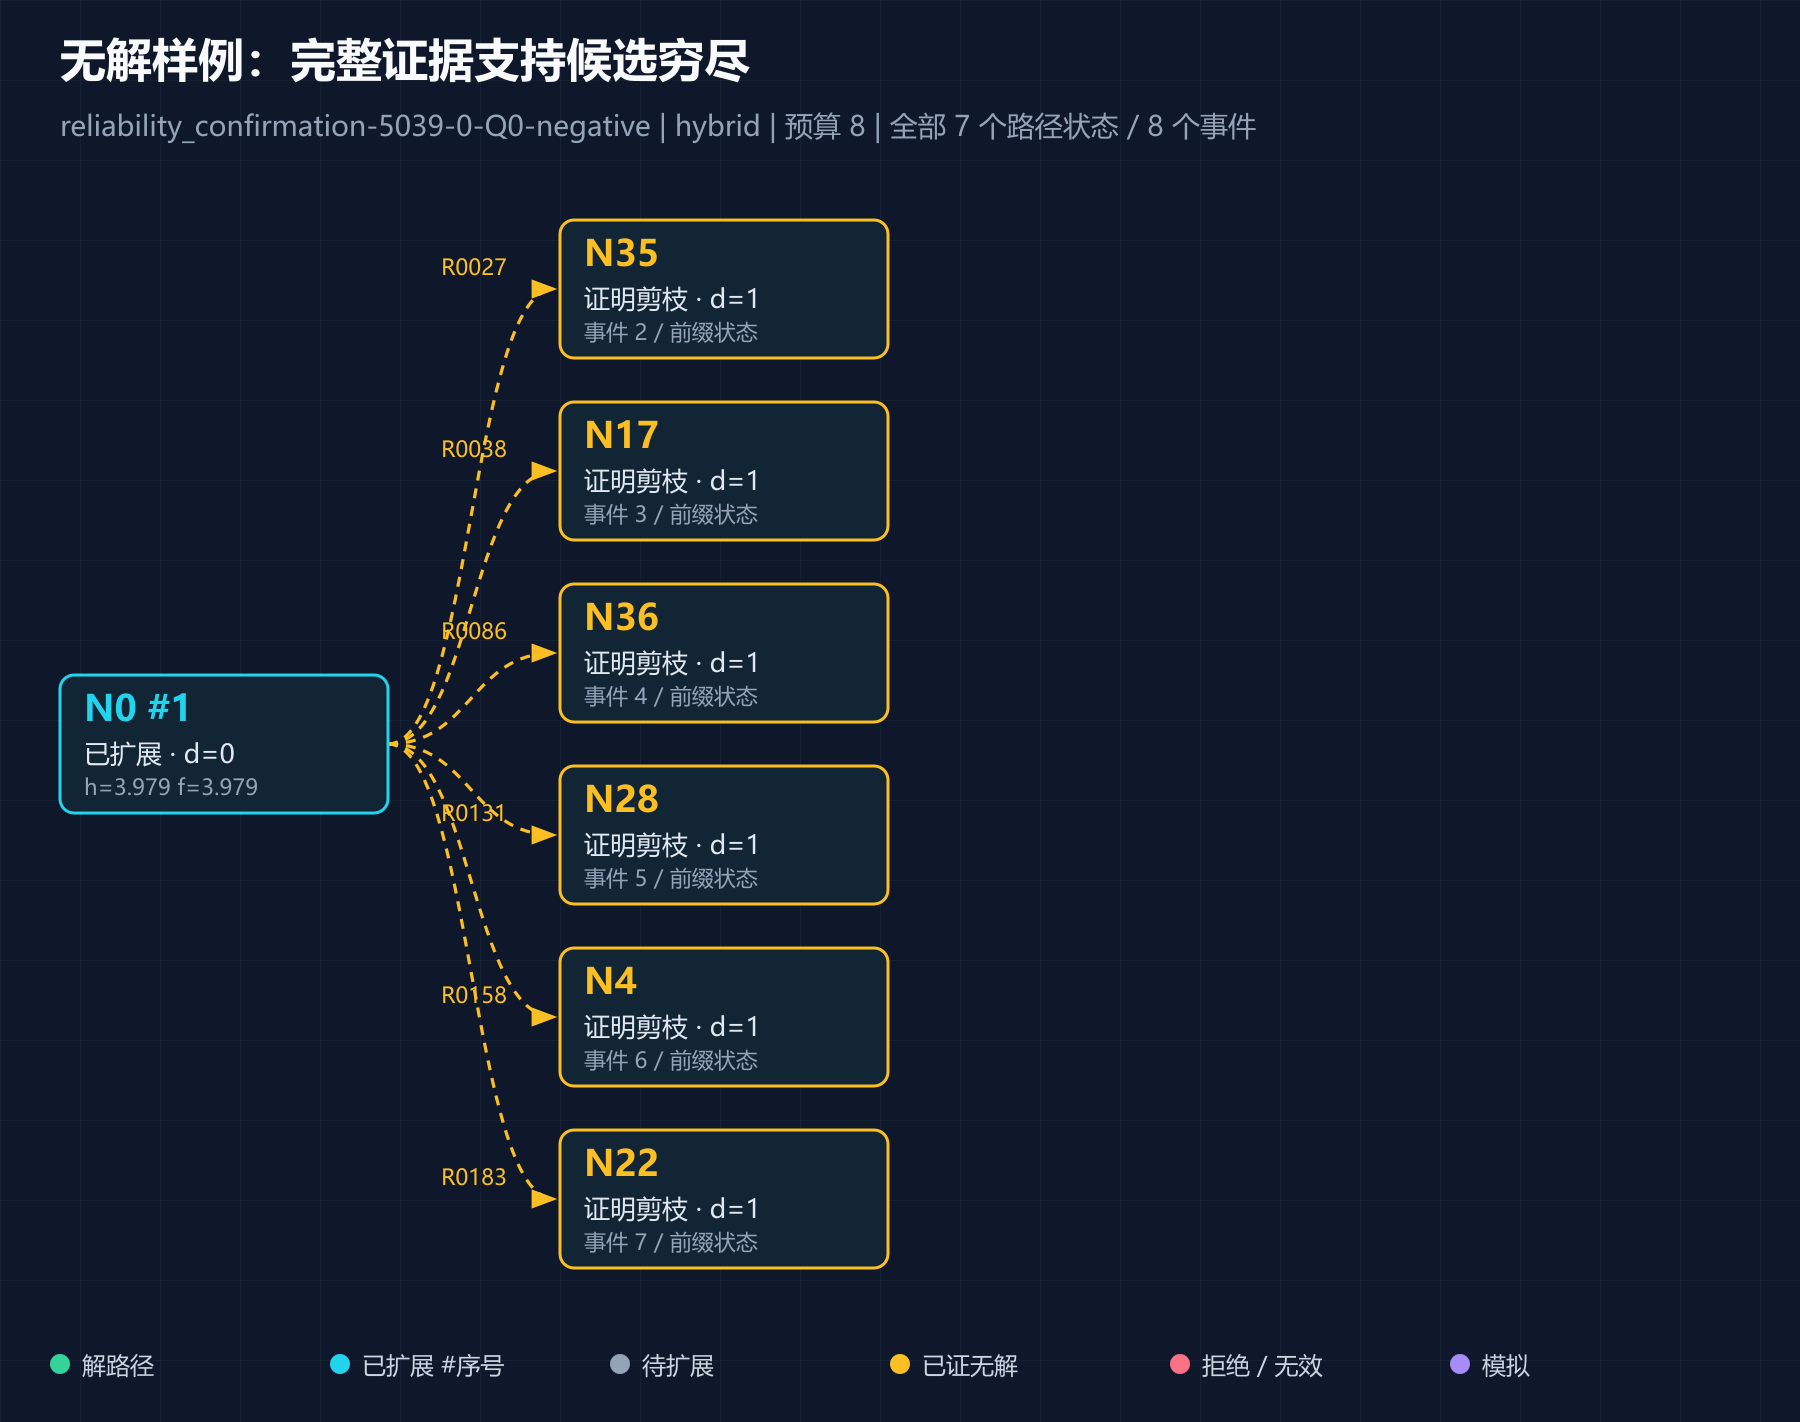 无解样例：完整证据支持候选穷尽
reliability_confirmation-5039-0-Q0-negative | hybrid | 预算 8 | 全部 7 个路径状态 / 8 个事件
N0 #1
已扩展 · d=0
h=3.979 f=3.979
R0027
N35
证明剪枝 · d=1
事件 2 / 前缀状态
R0038
N17
证明剪枝 · d=1
事件 3 / 前缀状态
R0086
N36
证明剪枝 · d=1
事件 4 / 前缀状态
R0131
N28
证明剪枝 · d=1
事件 5 / 前缀状态
R0158
N4
证明剪枝 · d=1
事件 6 / 前缀状态
R0183
N22
证明剪枝 · d=1
事件 7 / 前缀状态
解路径
已扩展 #序号
待扩展
已证无解
拒绝 / 无效
模拟